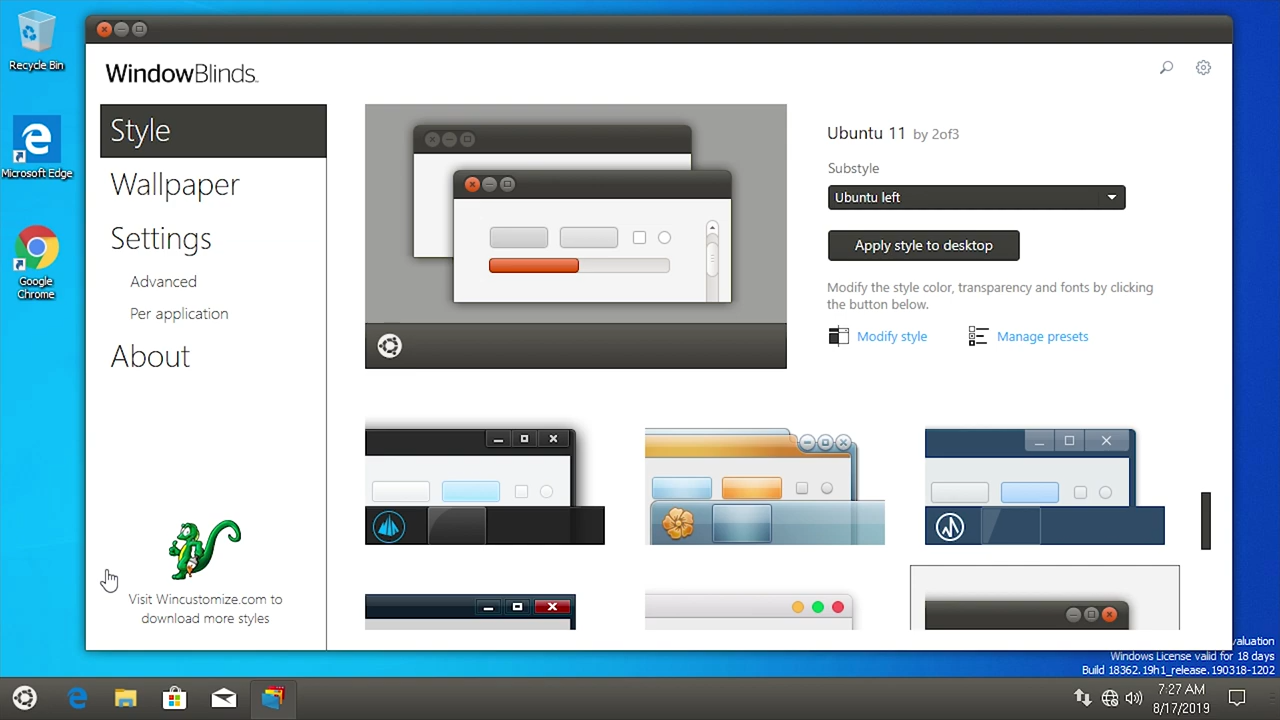 Recycle Bin
Microsoft Edge
Google
Chrome
WindowBlinds™
Style
Wallpaper
Settings
Advanced
Per application
About
Visit Wincustomize.com to
download more styles
Ubuntu 11 by 2of3
Substyle
Ubuntu left
Apply style to desktop
Modify the style color, transparency and fonts by clicking
the button below.
Modify style
Manage presets
valuation
Windows License valid for 18 days
Build 18362.19h1_release.190318-1202
7:27 AM
8/17/2019